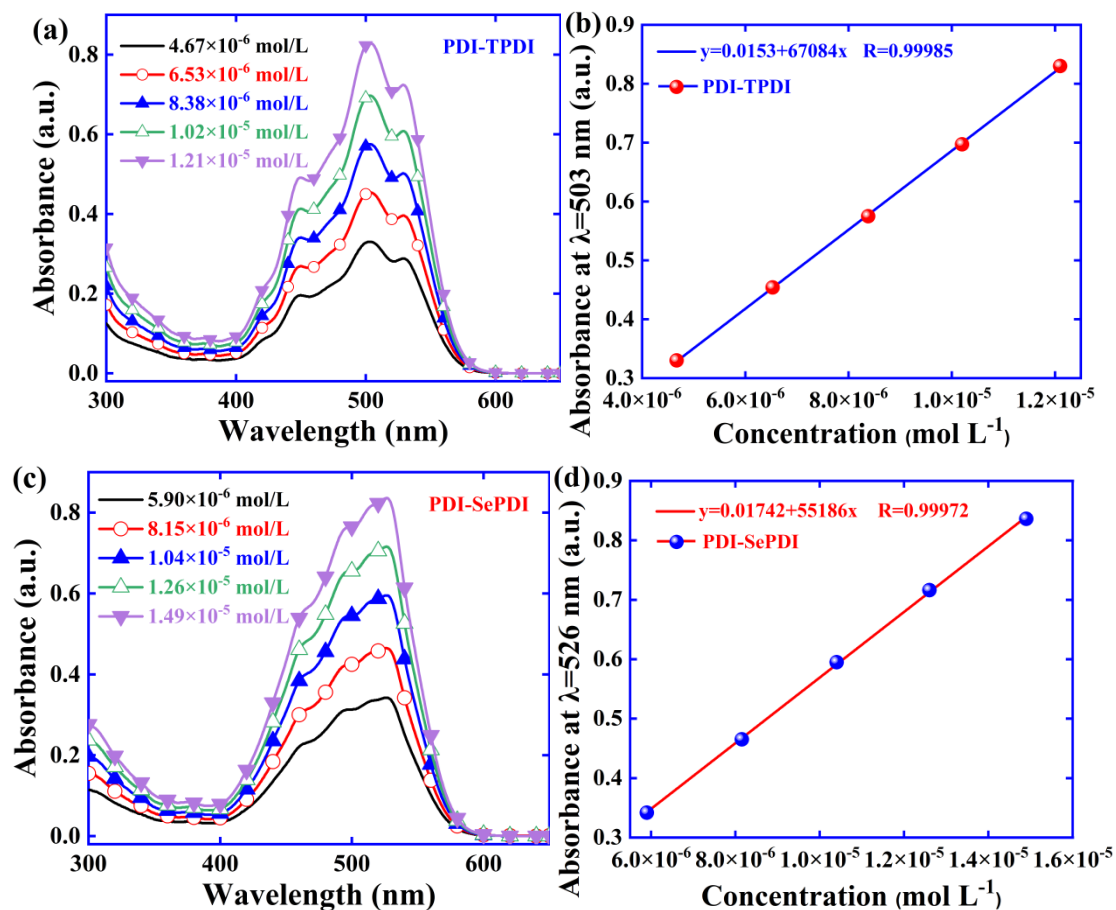 (a)
PDI-TPDI
4.67×10⁻⁶ mol/L
6.53×10⁻⁶ mol/L
8.38×10⁻⁶ mol/L
1.02×10⁻⁵ mol/L
1.21×10⁻⁵ mol/L
Absorbance (a.u.)
0.8
0.6
0.4
0.2
0.0
300
400
500
600
Wavelength (nm)
(b)
y=0.0153+67084x R=0.99985
PDI-TPDI
Absorbance at λ=503 nm (a.u.)
0.9
0.8
0.7
0.6
0.5
0.4
0.3
4.0×10⁻⁶
6.0×10⁻⁶
8.0×10⁻⁶
1.0×10⁻⁵
1.2×10⁻⁵
Concentration (mol L⁻¹)
(c)
PDI-SePDI
5.90×10⁻⁶ mol/L
8.15×10⁻⁶ mol/L
1.04×10⁻⁵ mol/L
1.26×10⁻⁵ mol/L
1.49×10⁻⁵ mol/L
Absorbance (a.u.)
0.8
0.6
0.4
0.2
0.0
300
400
500
600
Wavelength (nm)
(d)
y=0.01742+55186x R=0.99972
PDI-SePDI
Absorbance at λ=526 nm (a.u.)
0.9
0.8
0.7
0.6
0.5
0.4
0.3
6.0×10⁻⁶
8.0×10⁻⁶
1.0×10⁻⁵
1.2×10⁻⁵
1.4×10⁻⁵
1.6×10⁻⁵
Concentration (mol L⁻¹)